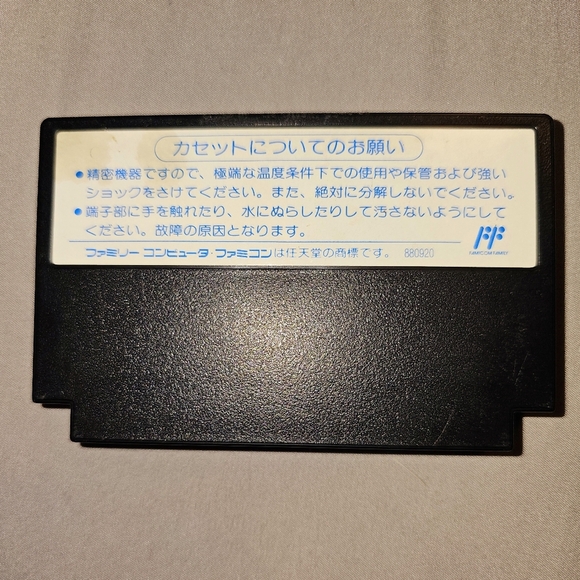 カセットについてのお願い
●精密機器ですので、極端な温度条件下での使用や保管および強い
ショックをさけてください。また、絶対に分解しないでください。
●端子部に手を触れたり、水にぬらしたりして汚さないようにして
ください。故障の原因となります。
ファミリー コンピュータ・ファミコンは任天堂の商標です。 880920
FF
FAMICOM FAMILY